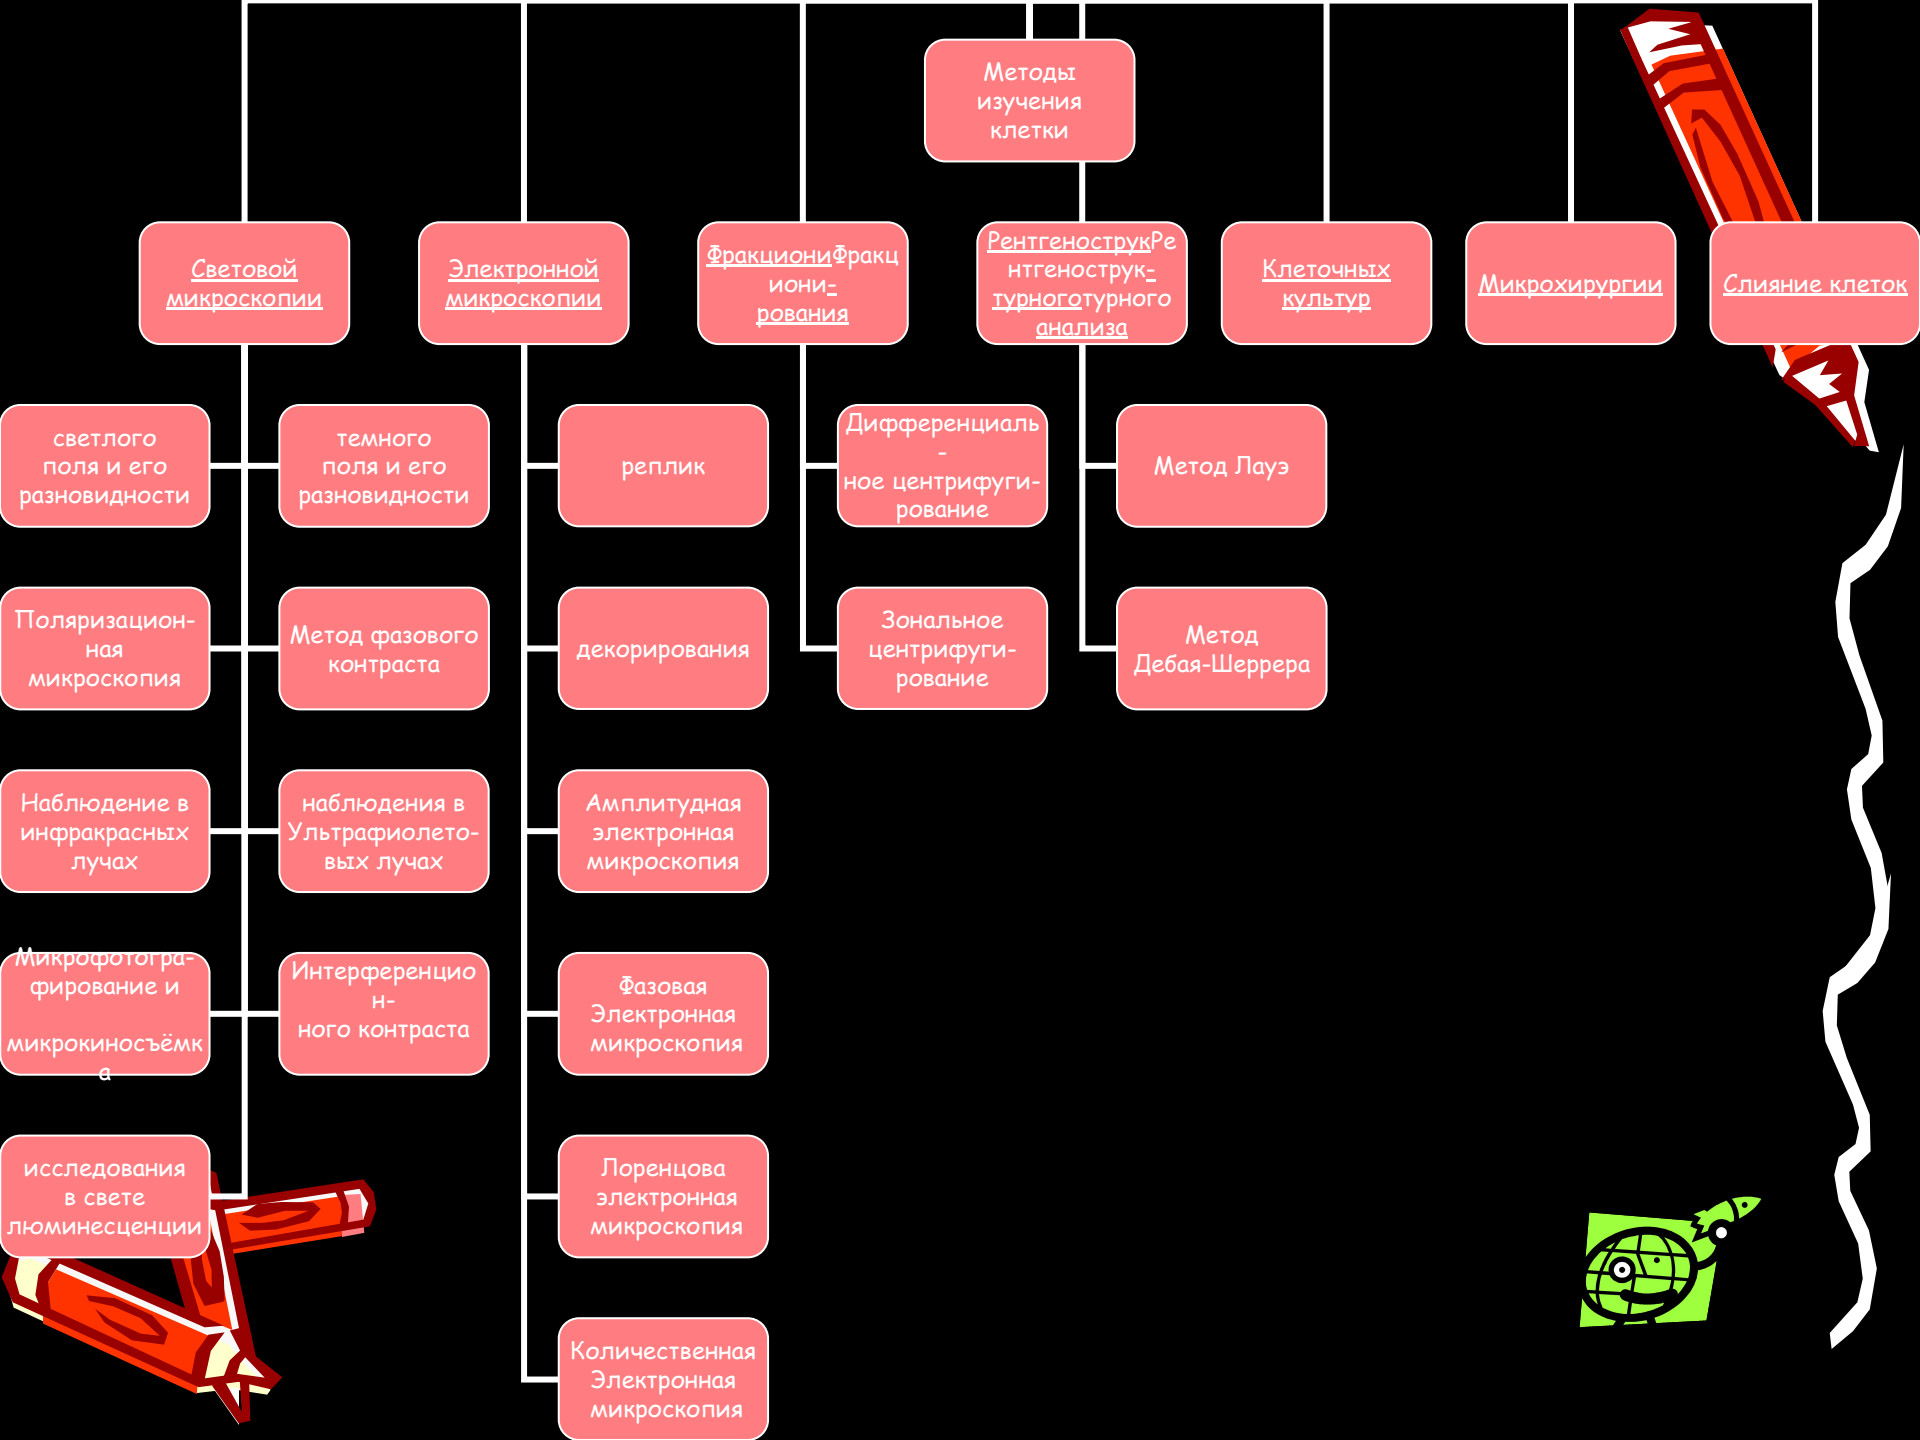 Методы
изучения
клетки
Световой
микроскопии
Электронной
микроскопии
ФракциониФракц
иони-
рования
РентгенострукРе
нтгенострук-
турноготурного
анализа
Клеточных
культур
Микрохирургии
Слияние клеток
светлого
поля и его
разновидности
темного
поля и его
разновидности
реплик
Дифференциаль
-
ное центрифуги-
рование
Метод Лауэ
Поляризацион-
ная
микроскопия
Метод фазового
контраста
декорирования
Зональное
центрифуги-
рование
Метод
Дебая-Шеррера
Наблюдение в
инфракрасных
лучах
наблюдения в
Ультрафиолето-
вых лучах
Амплитудная
электронная
микроскопия
Микрофотогра-
фирование и
микрокиносъёмк
а
Интерференцио
н-
ного контраста
Фазовая
Электронная
микроскопия
исследования
в свете
люминесценции
Лоренцова
электронная
микроскопия
Количественная
Электронная
микроскопия